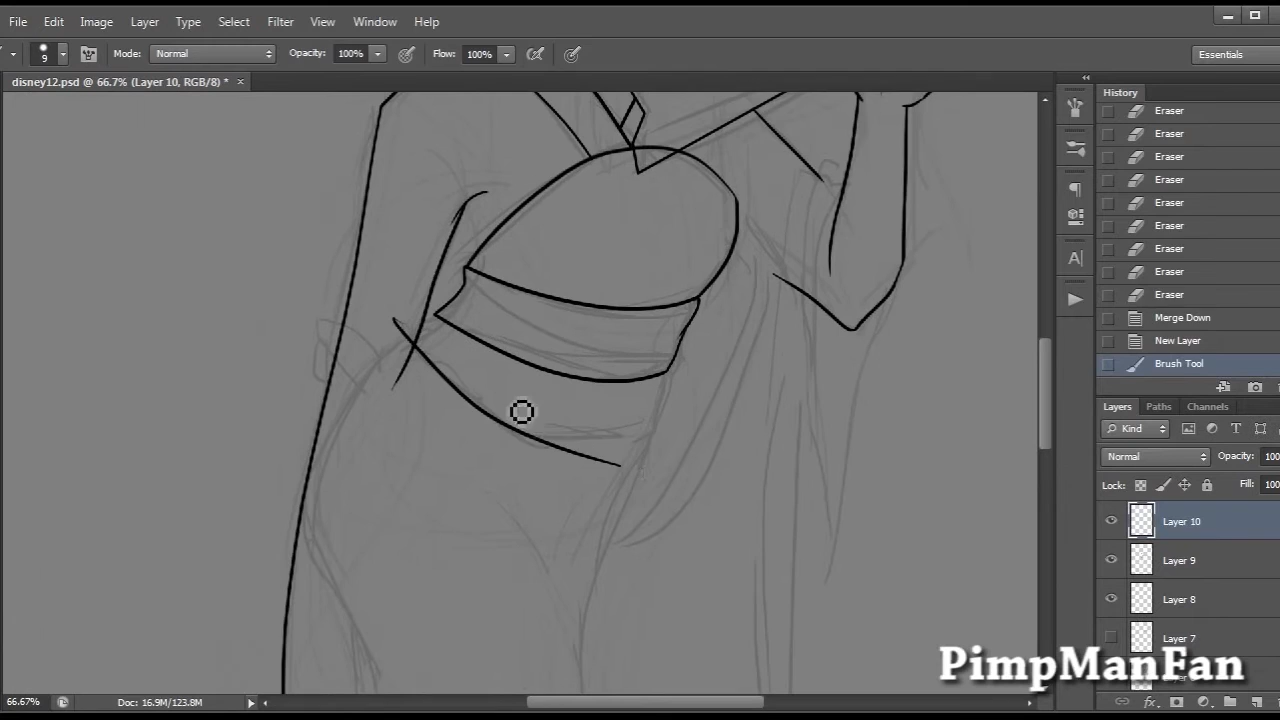 File Edit Image Layer Type Select Filter View Window Help
9 Mode: Normal Opacity: 100% Flow: 100% Essentials
disney12.psd @ 66.7% (Layer 10, RGB/8) * ×
History
Eraser
Eraser
Eraser
Eraser
Eraser
Eraser
Eraser
Eraser
Eraser
Merge Down
New Layer
Brush Tool
Layers Paths Channels
Kind
Normal Opacity: 100
Lock: Fill: 100
Layer 10
Layer 9
Layer 8
Layer 7
PimpManFan
66.67% Doc: 16.9M/123.8M